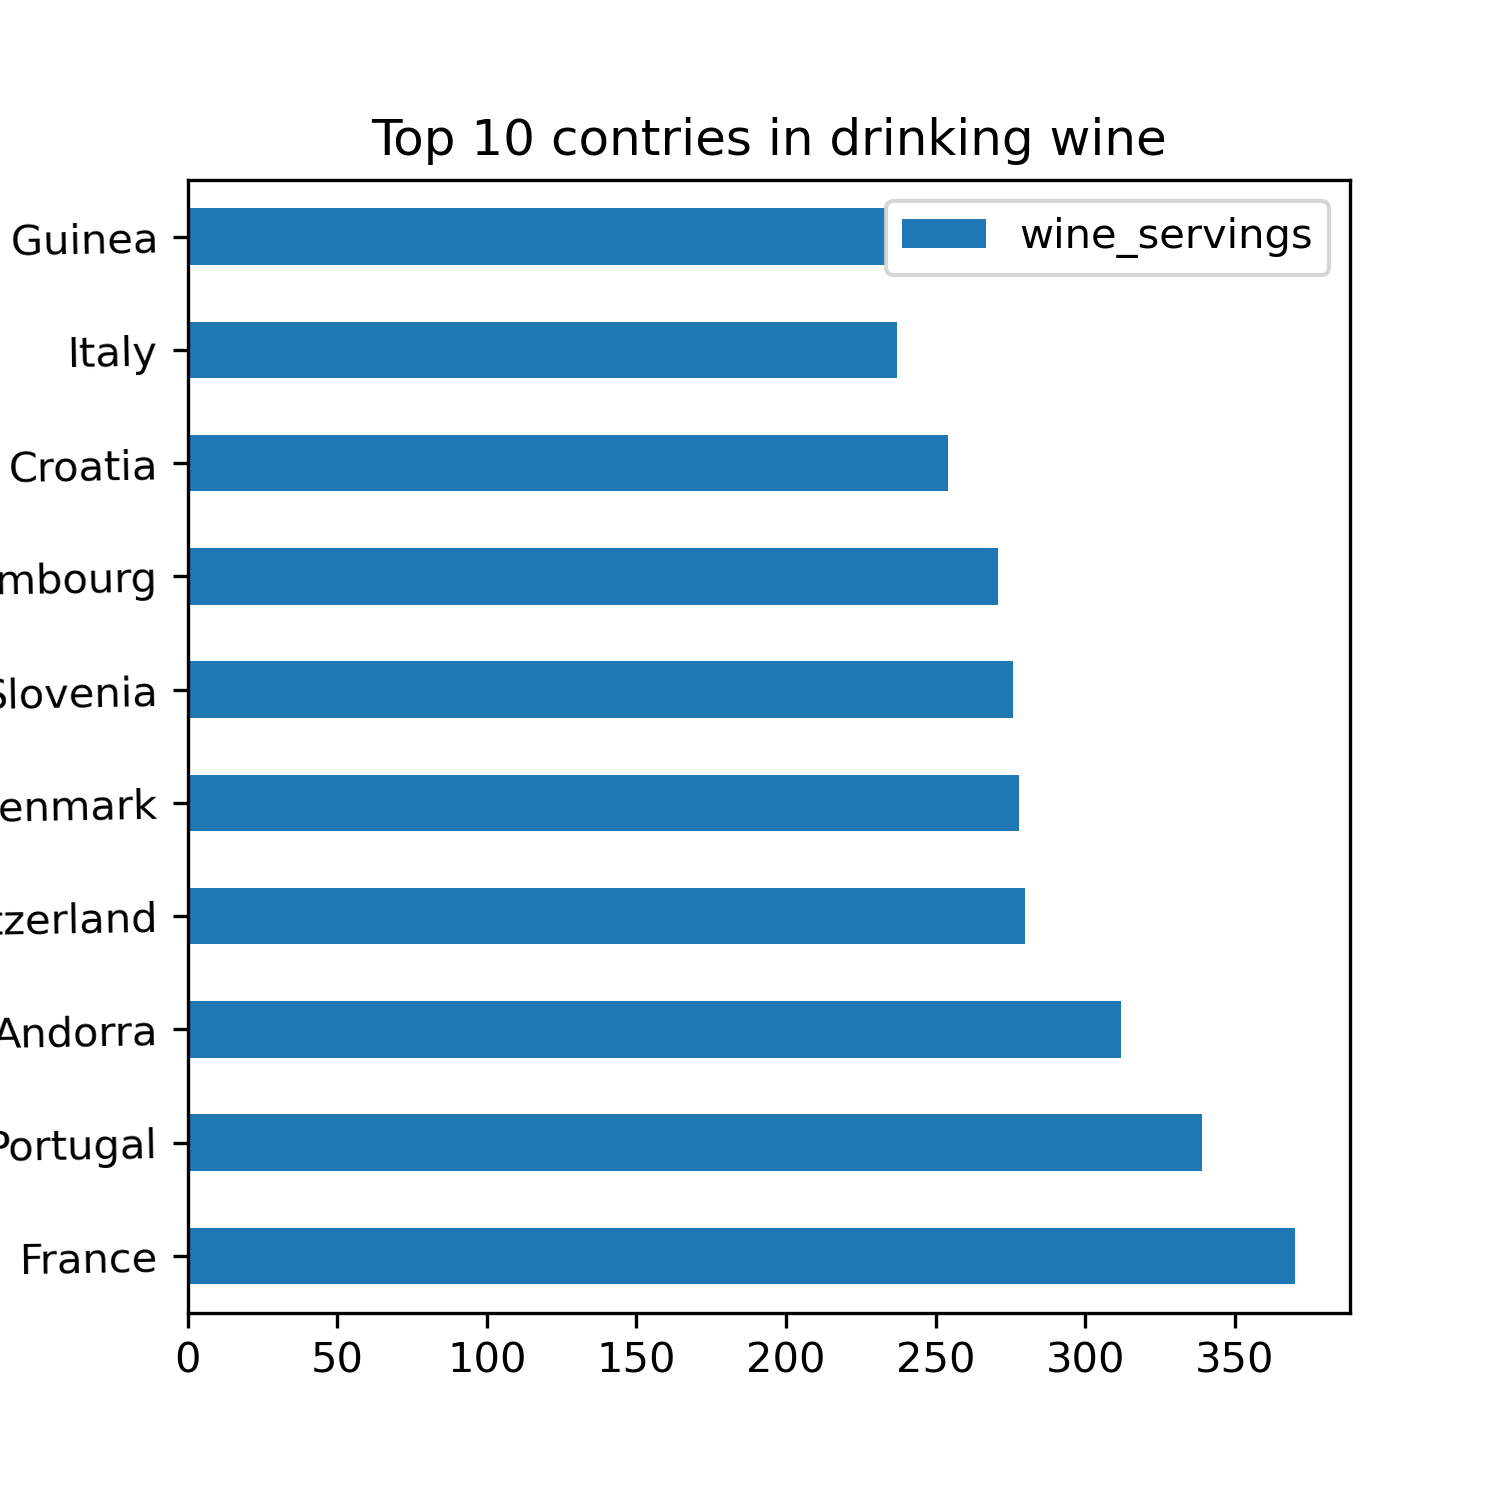 Top 10 contries in drinking wine
wine_servings
Guinea
Italy
Croatia
mbourg
Slovenia
enmark
tzerland
Andorra
Portugal
France
0 50 100 150 200 250 300 350